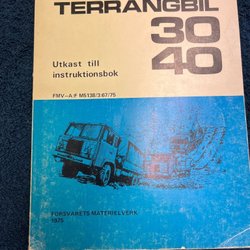 TERRÄNGBIL
30
40
Utkast till
instruktionsbok
FMV-A:F M5138/3:67/75
FÖRSVARETS MATERIELVERK
1975